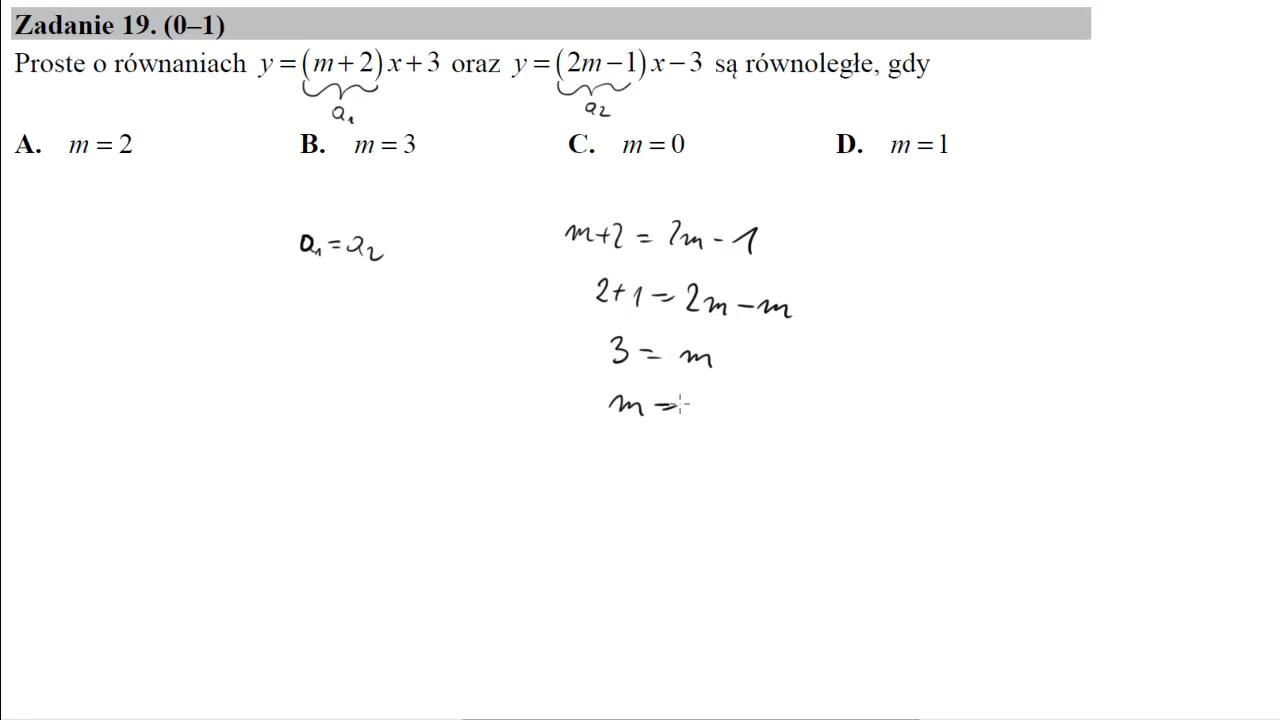 Zadanie 19. (0–1)
Proste o równaniach y = (m + 2)x + 3 oraz y = (2m − 1)x − 3 są równoległe, gdy
a₁ a₂
A. m = 2 B. m = 3 C. m = 0 D. m = 1
a₁ = a₂ m+2 = 2m - 1
2+1 = 2m - m
3 = m
m =